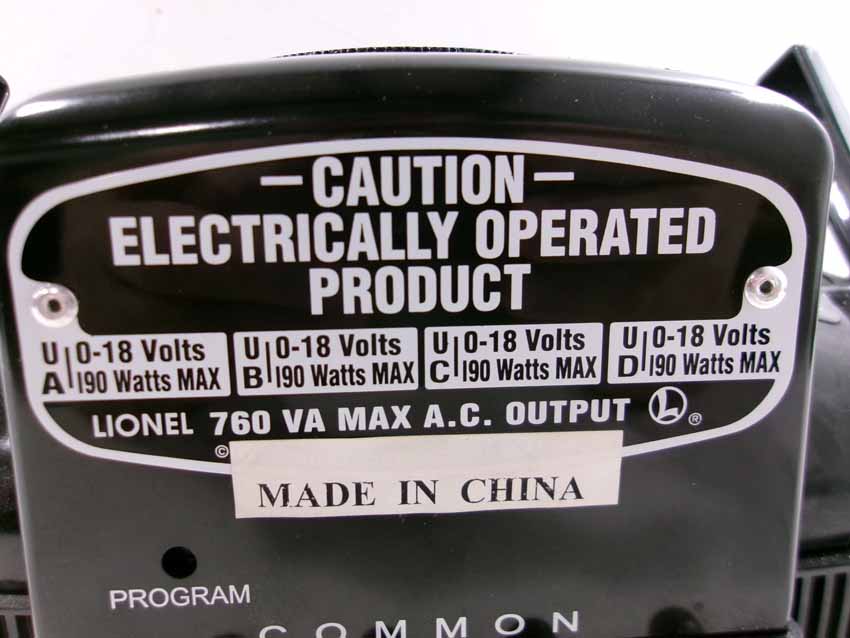 — CAUTION —
ELECTRICALLY OPERATED
PRODUCT
U A 0-18 Volts 190 Watts MAX
U B 0-18 Volts 190 Watts MAX
U C 0-18 Volts 190 Watts MAX
U D 0-18 Volts 190 Watts MAX
LIONEL 760 VA MAX A.C. OUTPUT L ®
©
MADE IN CHINA
PROGRAM
COMMON